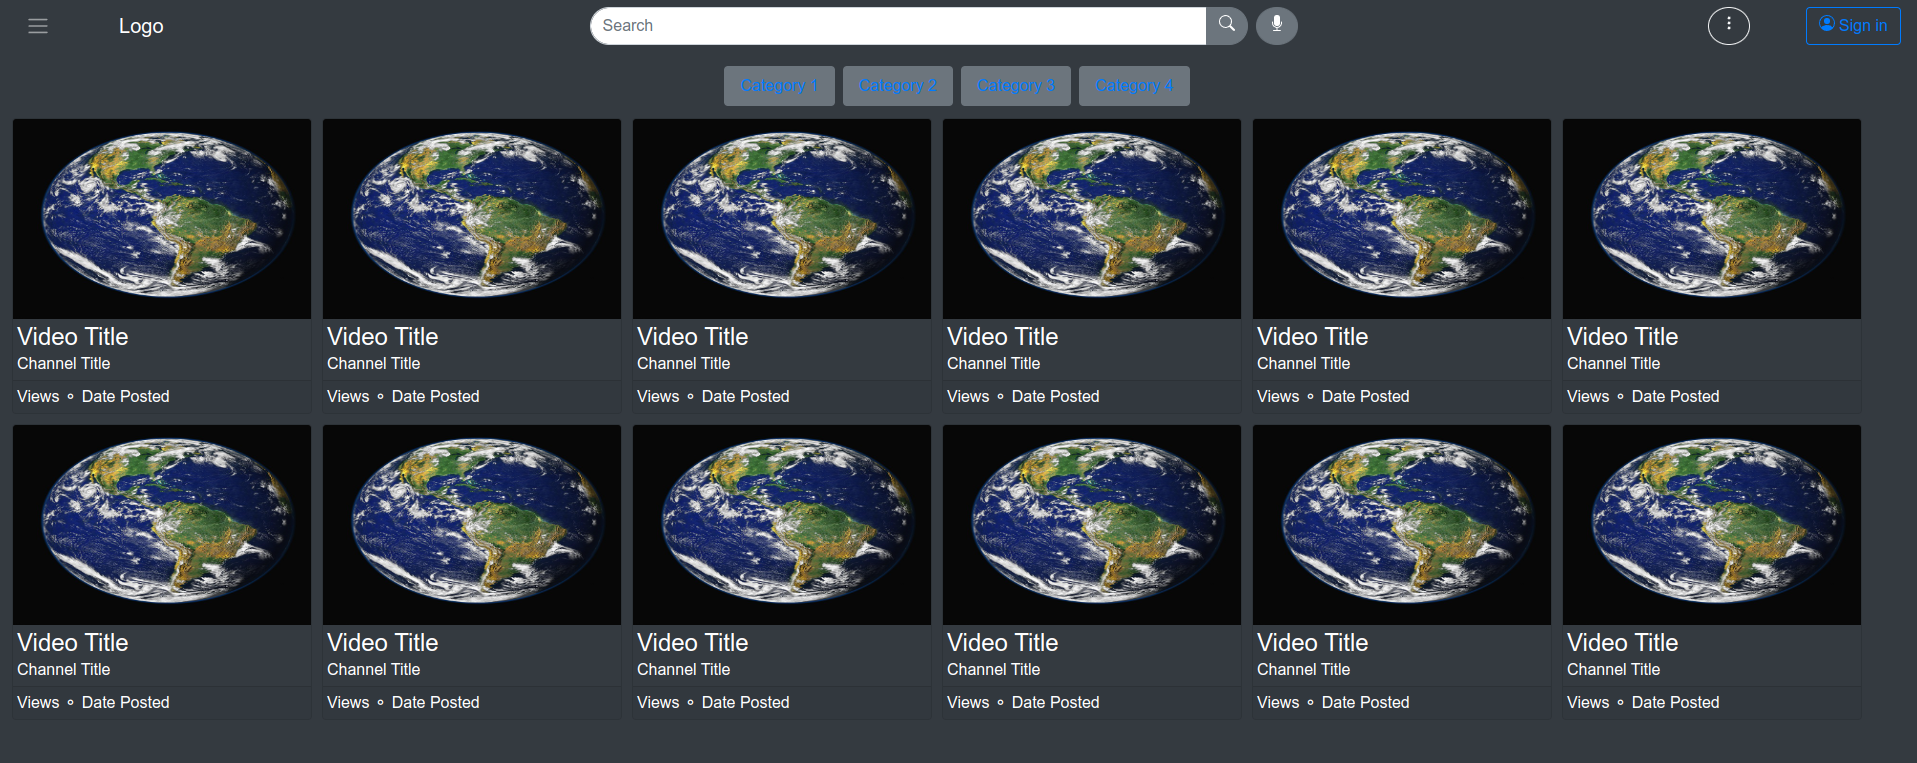 Logo
Search
Sign in
Category 1 Category 2 Category 3 Category 4
Video Title Video Title Video Title Video Title Video Title Video Title
Channel Title Channel Title Channel Title Channel Title Channel Title Channel Title
Views ⚬ Date Posted Views ⚬ Date Posted Views ⚬ Date Posted Views ⚬ Date Posted Views ⚬ Date Posted Views ⚬ Date Posted
Video Title Video Title Video Title Video Title Video Title Video Title
Channel Title Channel Title Channel Title Channel Title Channel Title Channel Title
Views ⚬ Date Posted Views ⚬ Date Posted Views ⚬ Date Posted Views ⚬ Date Posted Views ⚬ Date Posted Views ⚬ Date Posted